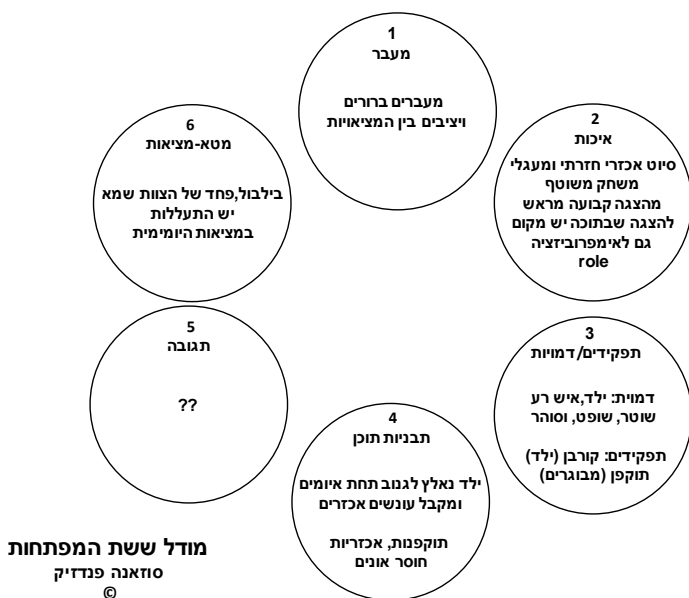 1
מעבר
מעברים ברורים
ויציבים בין המציאויות
2
איכות
סיוט אכזרי חזרתי ומעגלי
משחק משוטף
מהצגה קבועה מראש
להצגה שבתוכה יש מקום
גם לאימפרוביזציה
role
3
תפקידים/דמויות
דמוית: ילד,איש רע
שוטר, שופט, וסוהר
תפקידים: קורבן (ילד)
תוקפן (מבוגרים)
4
תבניות תוכן
ילד נאלץ לגנוב תחת איומים
ומקבל עונשים אכזרים
תוקפנות, אכזריות
חוסר אונים
5
תגובה
??
6
מטא-מציאות
בילבול,פחד של הצוות שמא
יש התעללות
במציאות היומימית
מודל ששת המפתחות
סוזאנה פנדזיק
©